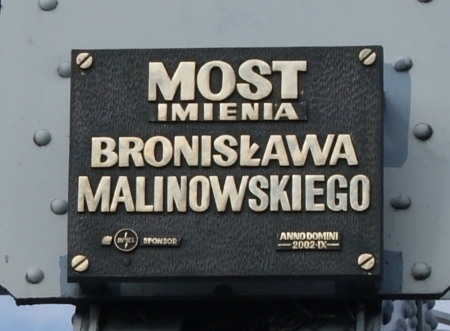 MOST
IMIENIA
BRONISŁAWA
MALINOWSKIEGO
SPONSOR
ANNO DOMINI
2002-IX